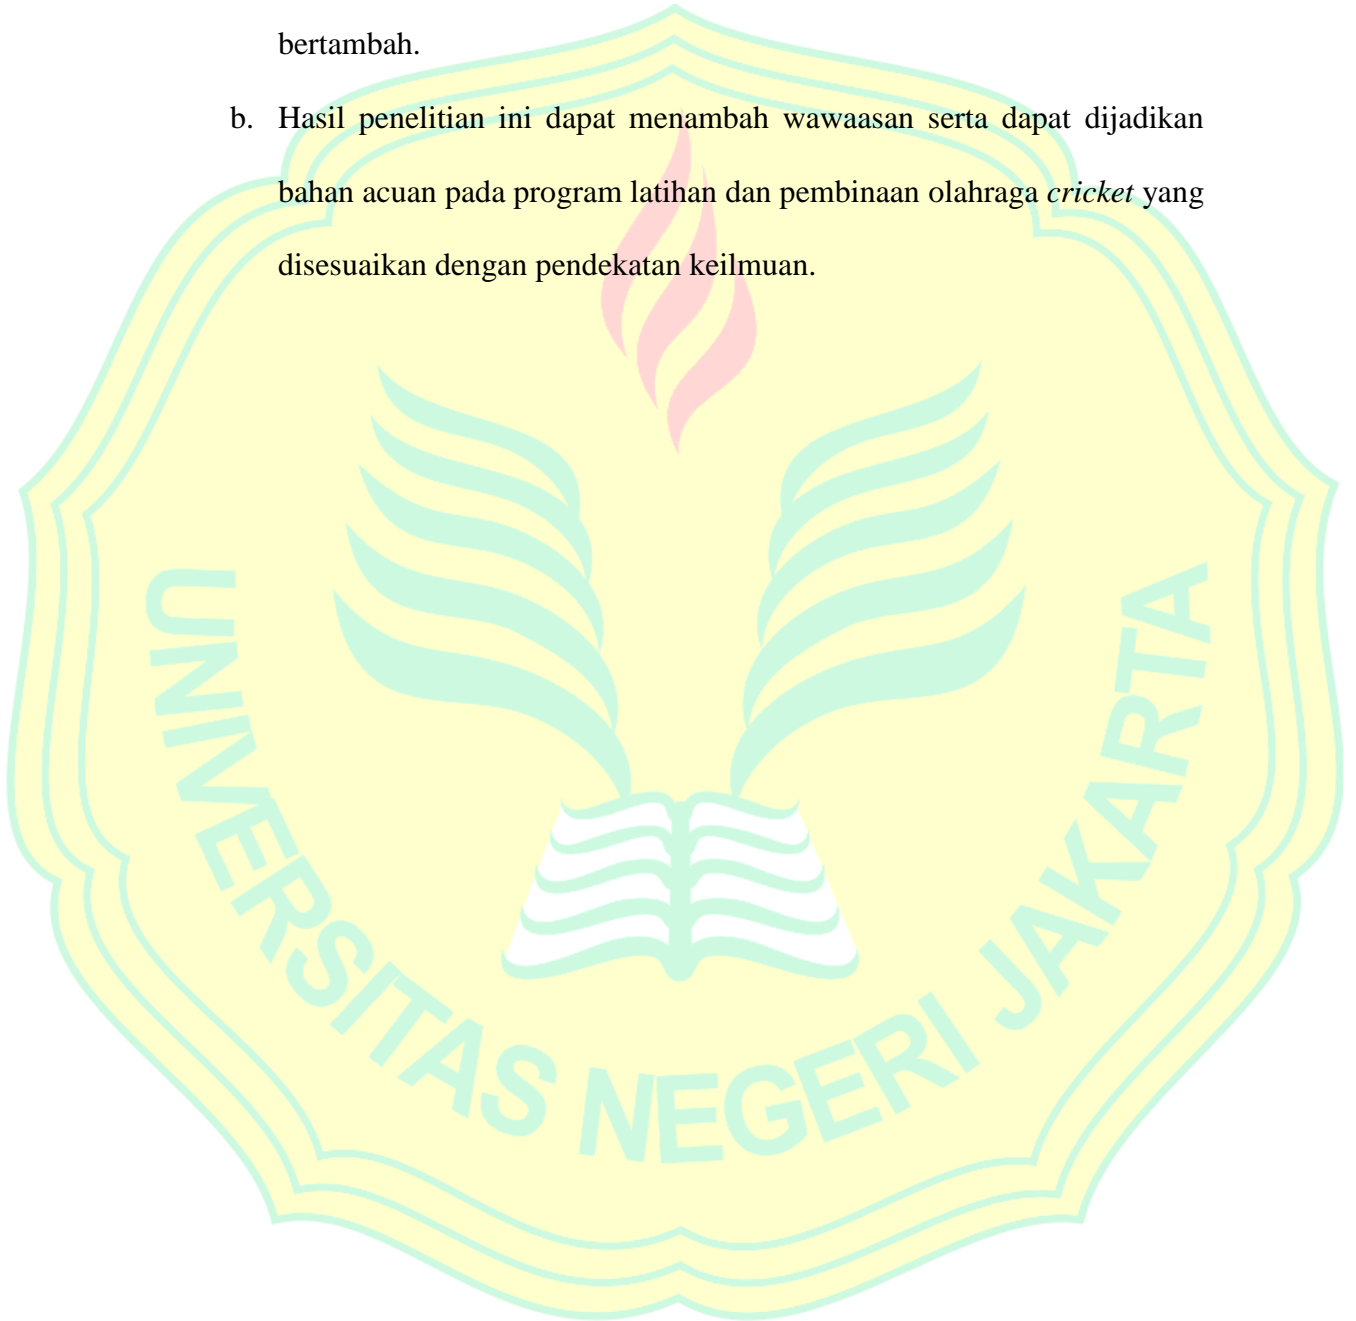 bertambah.
b. Hasil penelitian ini dapat menambah wawaasan serta dapat dijadikan
bahan acuan pada program latihan dan pembinaan olahraga cricket yang
disesuaikan dengan pendekatan keilmuan.
UNIVERSITAS NEGERI JAKARTA